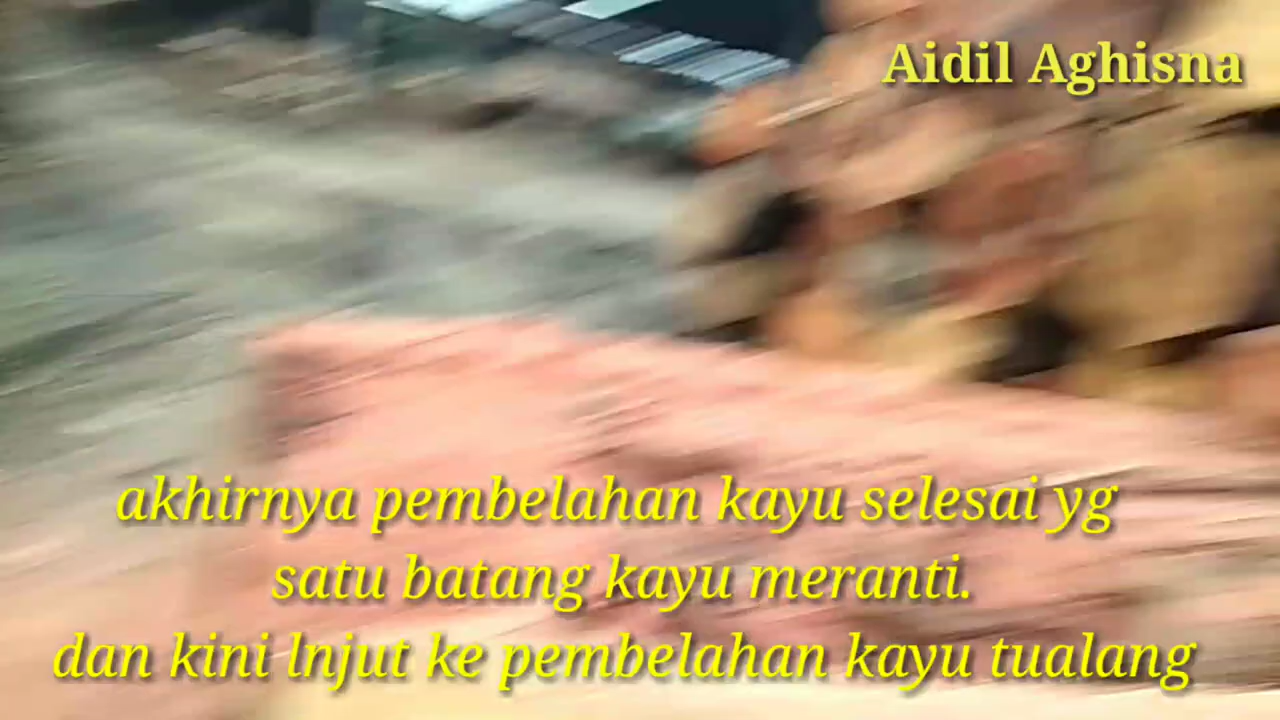 Aidil Aghisna
akhirnya pembelahan kayu selesai yg
satu batang kayu meranti.
dan kini lnjut ke pembelahan kayu tualang